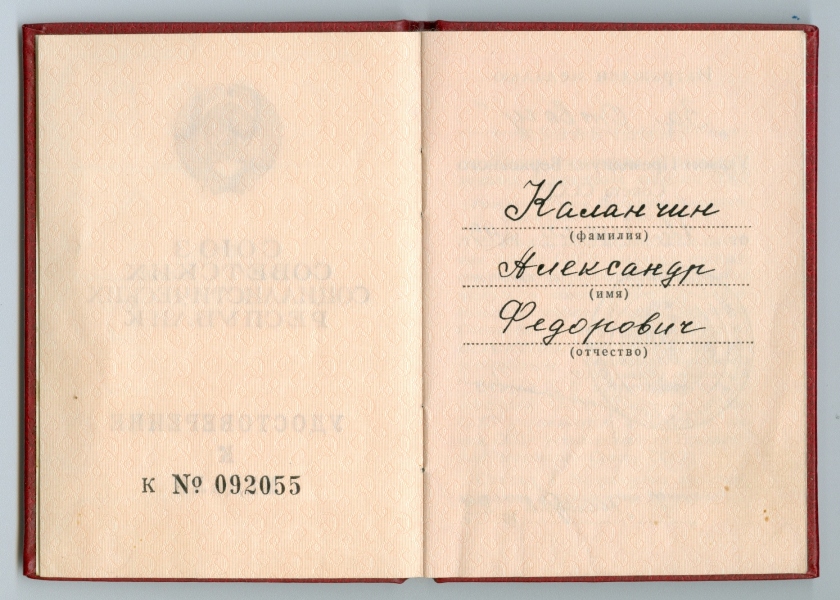 к № 092055
Каланчин
(фамилия)
Александр
(имя)
Федорович
(отчество)